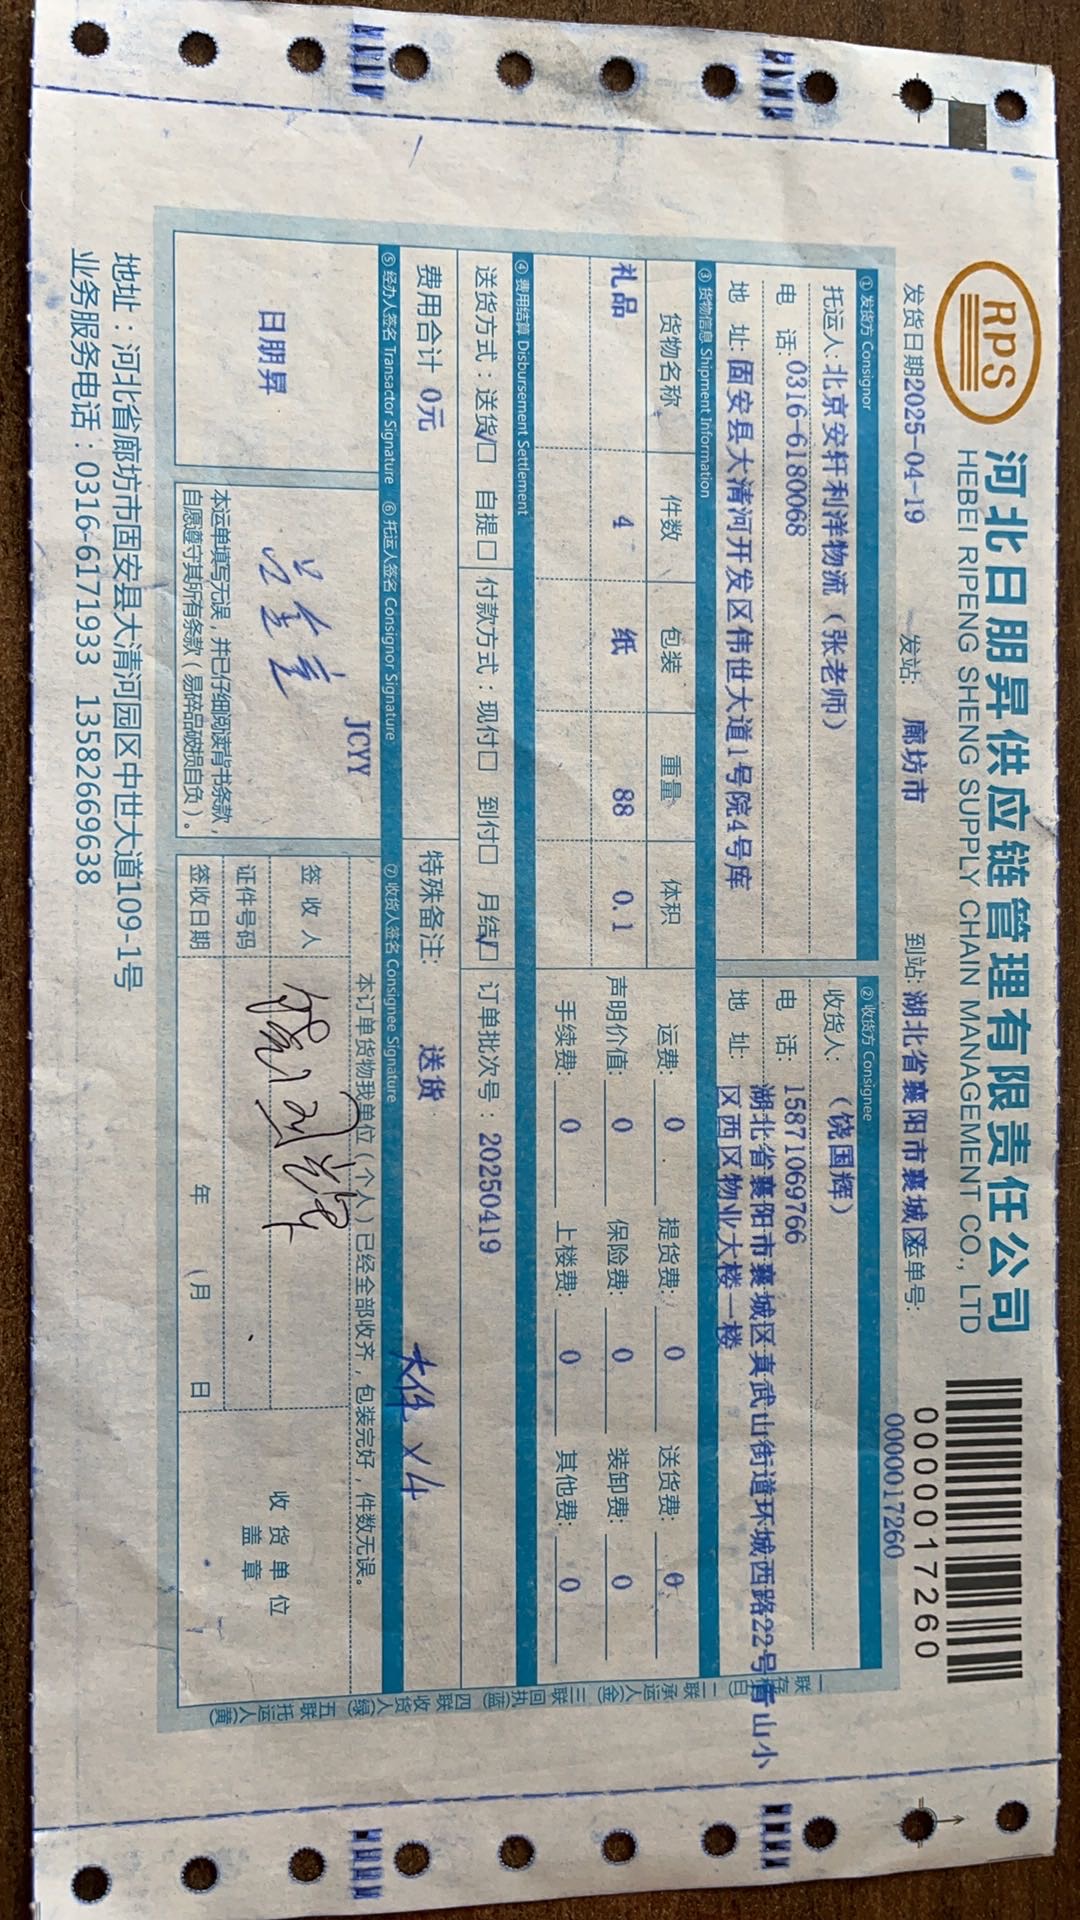 RPS
河北日朋昇供应链管理有限责任公司
HEBEI RIPENG SHENG SUPPLY CHAIN MANAGEMENT CO., LTD
0000017260
发货日期2025-04-19 发站: 廊坊市 到站: 湖北省襄阳市襄城区 运单号: 0000017260
① 发货方 Consignor
托运人: 北京安轩利洋物流（张老师）
电 话: 0316-6180068
地 址: 固安县大清河开发区伟世大道1号院4号库
② 收货方 Consignee
收货人: （饶国辉）
电 话: 15871069766
地 址: 湖北省襄阳市襄城区真武山街道环城西路22号青山小
区西区物业大楼一楼
③ 货物信息 Shipment Information
货物名称 件数 包装 重量 体积
礼品 4 纸 88 0.1
运费: 0 提货费: 0 送货费: 0
声明价值: 0 保险费: 0 装卸费: 0
手续费: 0 上楼费: 0 其他费: 0
④ 费用结算 Disbursement Settlement
送货方式：送货☑ 自提☐ 付款方式：现付☐ 到付☐ 月结☑ 订单批次号：20250419
费用合计 0元
特殊备注: 送货
大件×4
⑤ 经办人签名 Transactor Signature
日朋昇
⑥ 托运人签名 Consignor Signature
JCYY
本运单填写无误，并已仔细阅读背书条款，
自愿遵守其所有条款（易碎品破损自负）。
⑦ 收货人签名 Consignee Signature
本订单货物我单位（个人）已经全部收齐，包装完好，件数无误。
签 收 人
证件号码
签收日期 年 月 日
收 货 单 位
盖 章
一联存根(白) 二联承运人(金) 三联回执(蓝) 四联收货人(绿) 五联托运人(黄)
地址：河北省廊坊市固安县大清河园区中世大道109-1号
业务服务电话：0316-6171933 13582669638